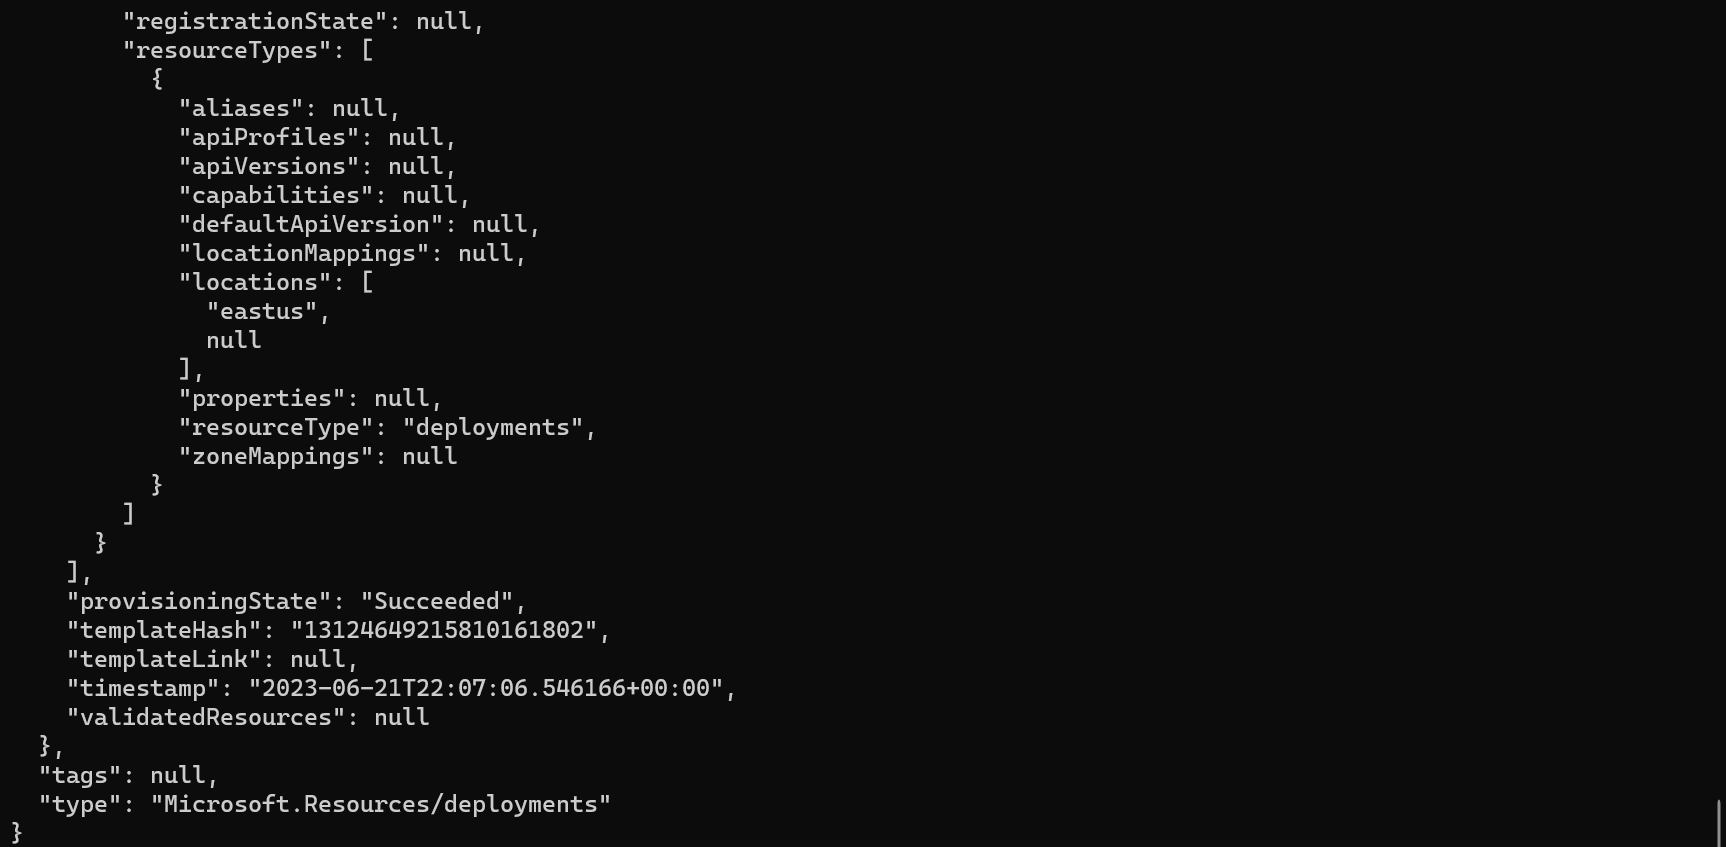 "registrationState": null,
"resourceTypes": [
{
"aliases": null,
"apiProfiles": null,
"apiVersions": null,
"capabilities": null,
"defaultApiVersion": null,
"locationMappings": null,
"locations": [
"eastus",
null
],
"properties": null,
"resourceType": "deployments",
"zoneMappings": null
}
]
}
],
"provisioningState": "Succeeded",
"templateHash": "13124649215810161802",
"templateLink": null,
"timestamp": "2023-06-21T22:07:06.546166+00:00",
"validatedResources": null
},
"tags": null,
"type": "Microsoft.Resources/deployments"
}